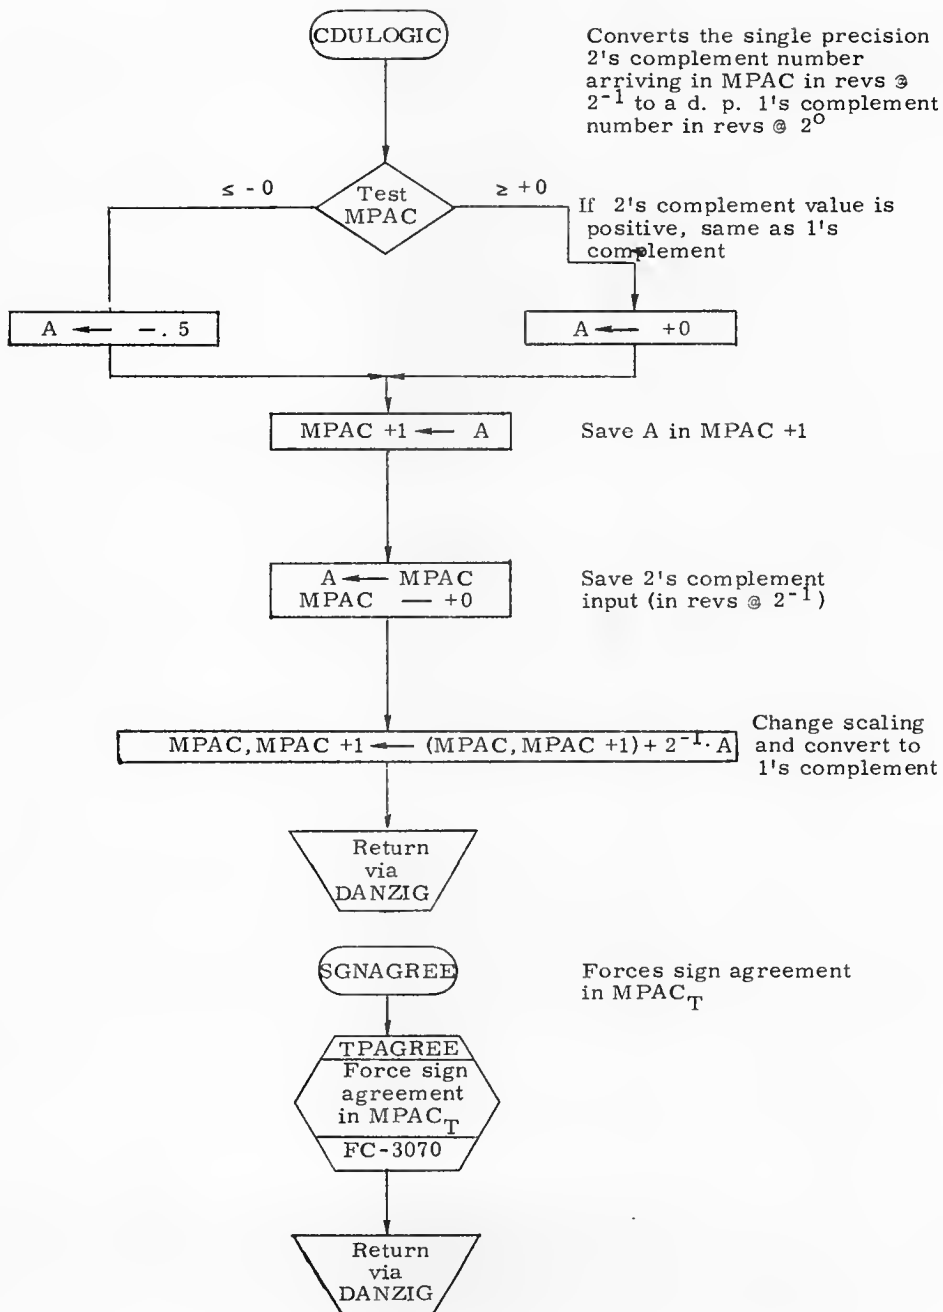 CDULOGIC
Converts the single precision
2's complement number
arriving in MPAC in revs @
2⁻¹ to a d. p. 1's complement
number in revs @ 2⁰
Test
MPAC
≤ - 0
≥ +0
If 2's complement value is
positive, same as 1's
complement
A ← - . 5
A ← +0
MPAC +1 ← A
Save A in MPAC +1
A ← MPAC
MPAC — +0
Save 2's complement
input (in revs @ 2⁻¹)
MPAC, MPAC +1 ← (MPAC, MPAC +1) + 2⁻¹· A
Change scaling
and convert to
1's complement
Return
via
DANZIG
SGNAGREE
Forces sign agreement
in MPAC_T
TPAGREE
Force sign
agreement
in MPAC_T
FC-3070
Return
via
DANZIG